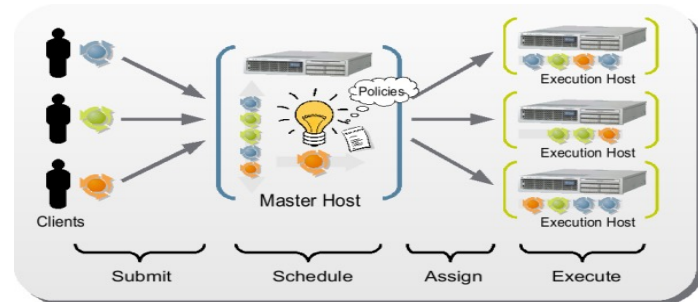 Policies
Execution Host
Execution Host
Master Host
Execution Host
Clients
Submit
Schedule
Assign
Execute